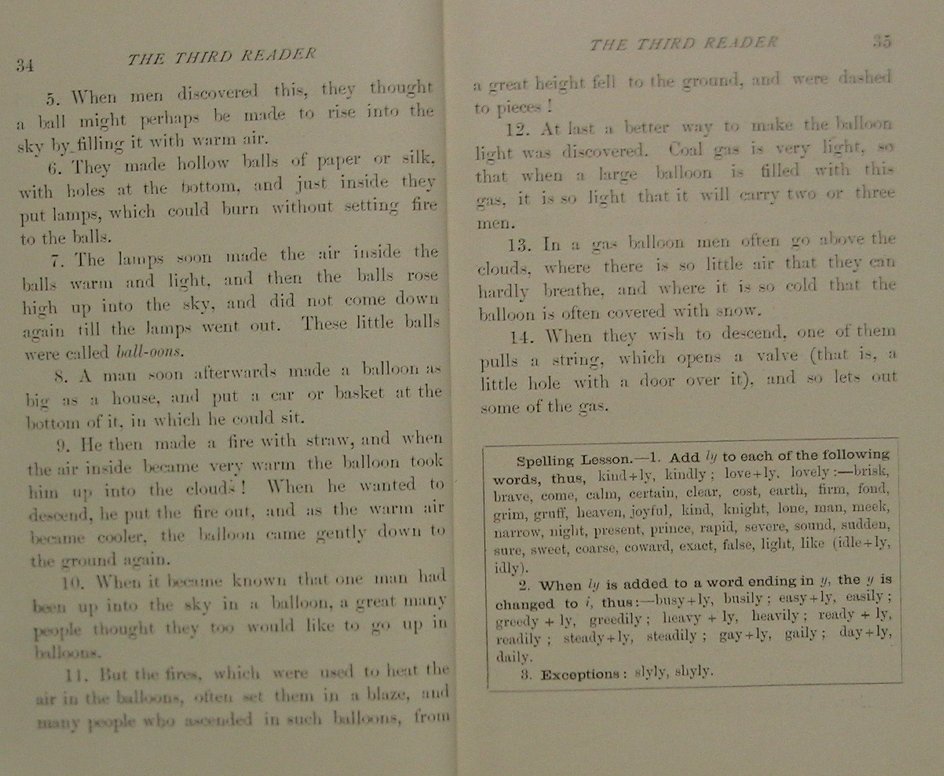 34
THE THIRD READER
5. When men discovered this, they thought
a ball might perhaps be made to rise into the
sky by filling it with warm air.
6. They made hollow balls of paper or silk,
with holes at the bottom, and just inside they
put lamps, which could burn without setting fire
to the balls.
7. The lamps soon made the air inside the
balls warm and light, and then the balls rose
high up into the sky, and did not come down
again till the lamps went out. These little balls
were called ball-oons.
8. A man soon afterwards made a balloon as
big as a house, and put a car or basket at the
bottom of it, in which he could sit.
9. He then made a fire with straw, and when
the air inside became very warm the balloon took
him up into the clouds! When he wanted to
descend, he put the fire out, and as the warm air
became cooler, the balloon came gently down to
the ground again.
10. When it became known that one man had
been up into the sky in a balloon, a great many
people thought they too would like to go up in
balloons.
11. But the fires, which were used to heat the
air in the balloons, often set them in a blaze, and
many people who ascended in such balloons, from
THE THIRD READER
35
a great height fell to the ground, and were dashed
to pieces!
12. At last a better way to make the balloon
light was discovered. Coal gas is very light, so
that when a large balloon is filled with this
gas, it is so light that it will carry two or three
men.
13. In a gas balloon men often go above the
clouds, where there is so little air that they can
hardly breathe, and where it is so cold that the
balloon is often covered with snow.
14. When they wish to descend, one of them
pulls a string, which opens a valve (that is, a
little hole with a door over it), and so lets out
some of the gas.
Spelling Lesson.—1. Add ly to each of the following
words, thus, kind+ly, kindly; love+ly, lovely:—brisk,
brave, come, calm, certain, clear, cost, earth, firm, fond,
grim, gruff, heaven, joyful, kind, knight, lone, man, meek,
narrow, night, present, prince, rapid, severe, sound, sudden,
sure, sweet, coarse, coward, exact, false, light, like (idle+ly,
idly).
2. When ly is added to a word ending in y, the y is
changed to i, thus:—busy+ly, busily; easy+ly, easily;
greedy + ly, greedily; heavy + ly, heavily; ready + ly,
readily; steady+ly, steadily; gay+ly, gaily; day+ly,
daily.
3. Exceptions: slyly, shyly.